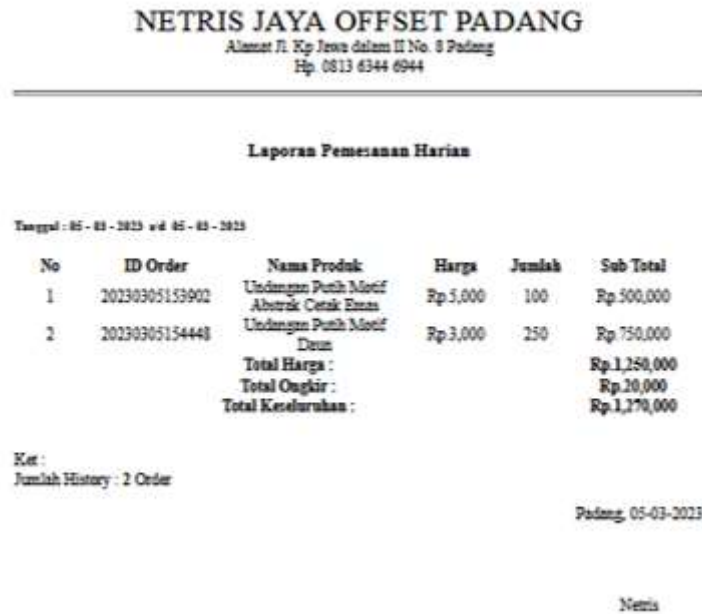 NETRIS JAYA OFFSET PADANG
Alamat Jl. Kp Jawa dalam II No. 8 Padang
Hp. 0813 6344 6944
Laporan Pemesanan Harian
Tanggal : 05 - 03 - 2023 s/d 05 - 03 - 2023
No ID Order Nama Produk Harga Jumlah Sub Total
1 20230305153902 Undangan Putih Motif Abstrak Cetak Emas Rp.5,000 100 Rp.500,000
2 20230305154448 Undangan Putih Motif Daun Rp.3,000 250 Rp.750,000
Total Harga : Rp.1,250,000
Total Ongkir : Rp.20,000
Total Keseluruhan : Rp.1,270,000
Ket :
Jumlah History : 2 Order
Padang, 05-03-2023
Netris